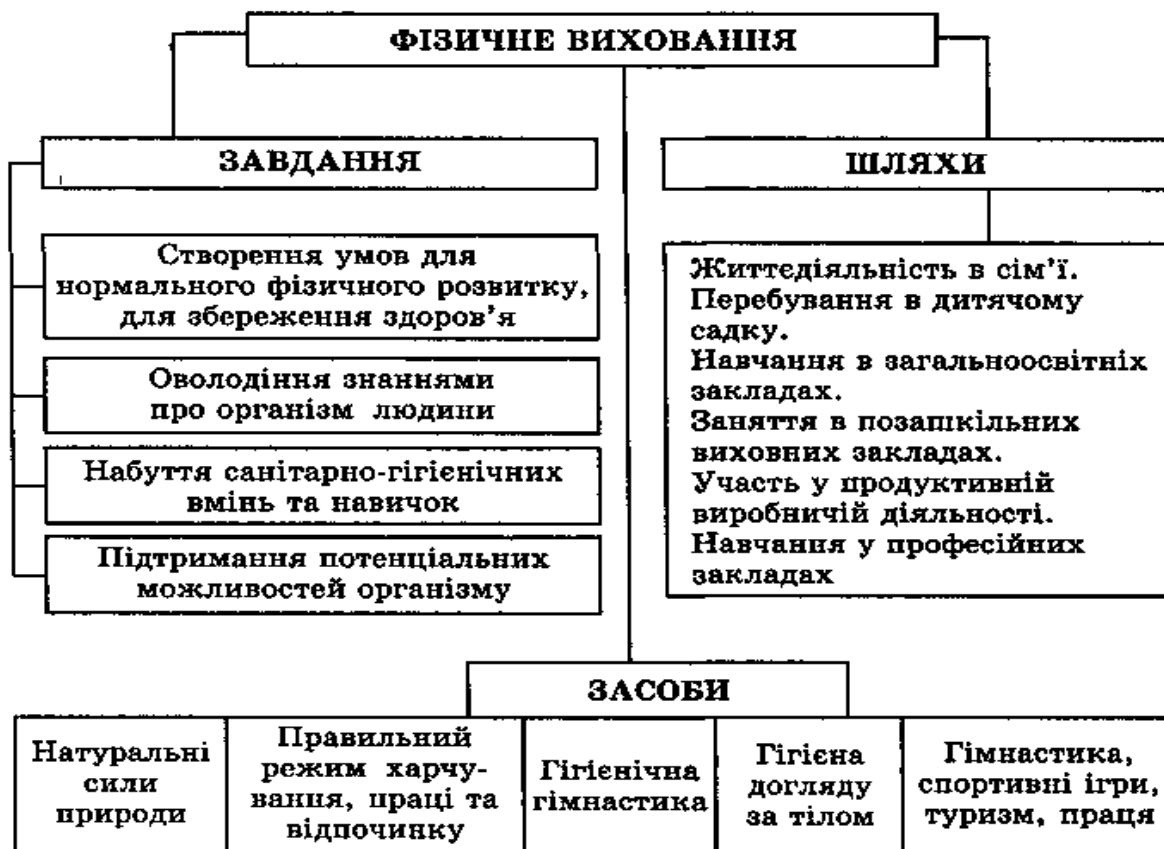 ФІЗИЧНЕ ВИХОВАННЯ
ЗАВДАННЯ
Створення умов для
нормального фізичного розвитку,
для збереження здоров’я
Оволодіння знаннями
про організм людини
Набуття санітарно-гігієнічних
вмінь та навичок
Підтримання потенціальних
можливостей організму
ШЛЯХИ
Життєдіяльність в сім’ї.
Перебування в дитячому
садку.
Навчання в загальноосвітніх
закладах.
Заняття в позашкільних
виховних закладах.
Участь у продуктивній
виробничій діяльності.
Навчання у професійних
закладах
ЗАСОБИ
Натуральні
сили
природи
Правильний
режим харчу-
вання, праці та
відпочинку
Гігієнічна
гімнастика
Гігієна
догляду
за тілом
Гімнастика,
спортивні ігри,
туризм, праця